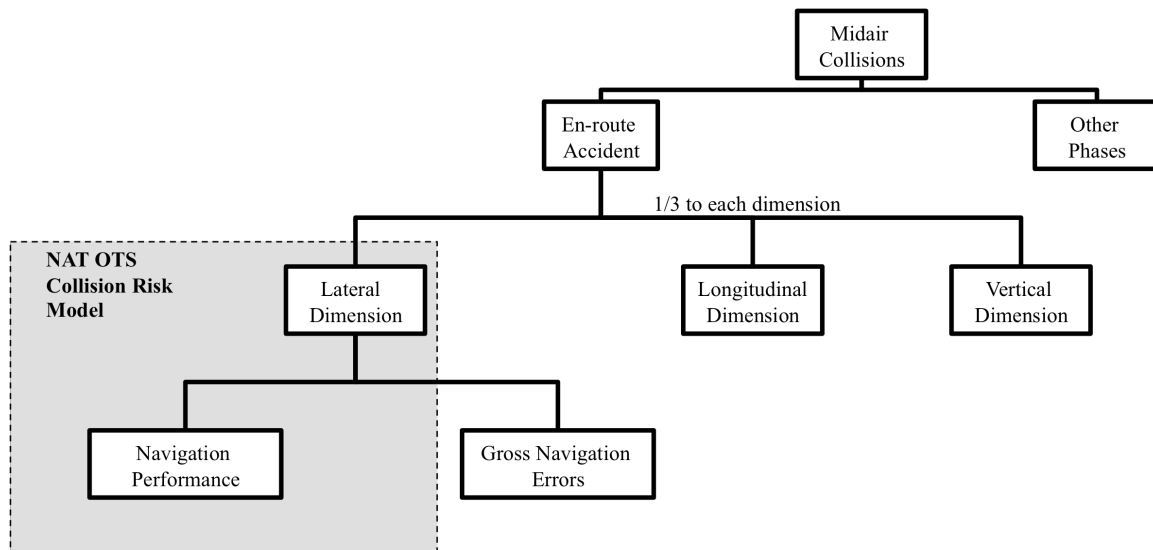 Midair
Collisions
En-route
Accident
Other
Phases
1/3 to each dimension
NAT OTS
Collision Risk
Model
Lateral
Dimension
Longitudinal
Dimension
Vertical
Dimension
Navigation
Performance
Gross Navigation
Errors